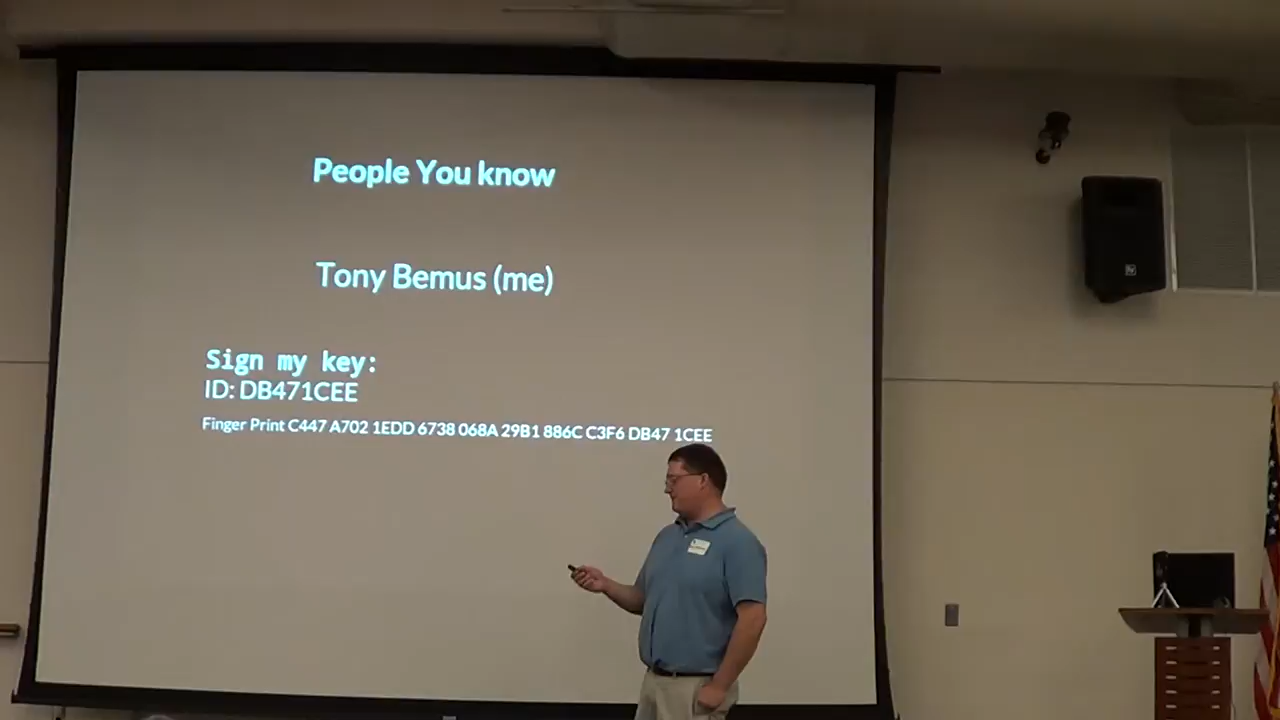 People You know
Tony Bemus (me)
Sign my key:
ID: DB471CEE
Finger Print C447 A702 1EDD 6738 068A 29B1 886C C3F6 DB47 1CEE